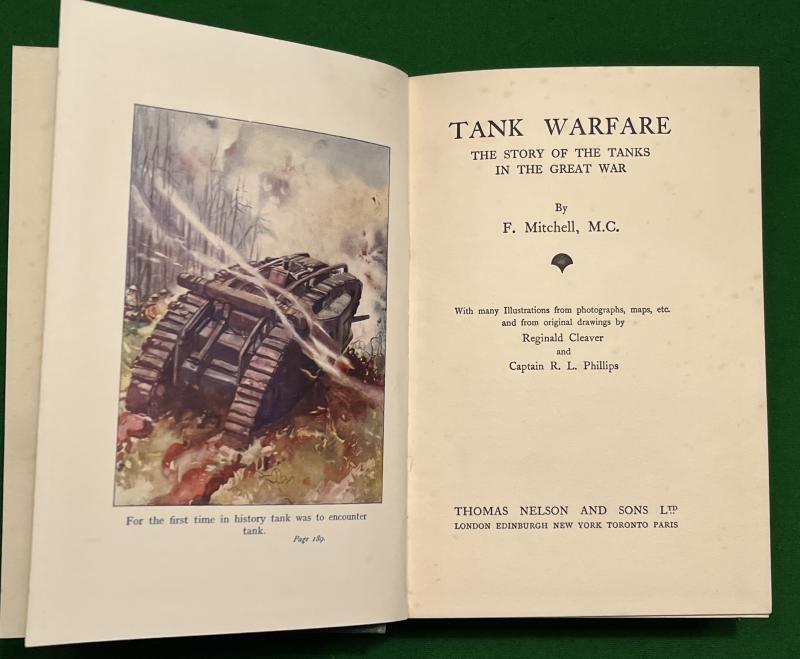 For the first time in history tank was to encounter
tank.
Page 189.
TANK WARFARE
THE STORY OF THE TANKS
IN THE GREAT WAR
By
F. Mitchell, M.C.
With many Illustrations from photographs, maps, etc.
and from original drawings by
Reginald Cleaver
and
Captain R. L. Phillips
THOMAS NELSON AND SONS LTD
LONDON EDINBURGH NEW YORK TORONTO PARIS